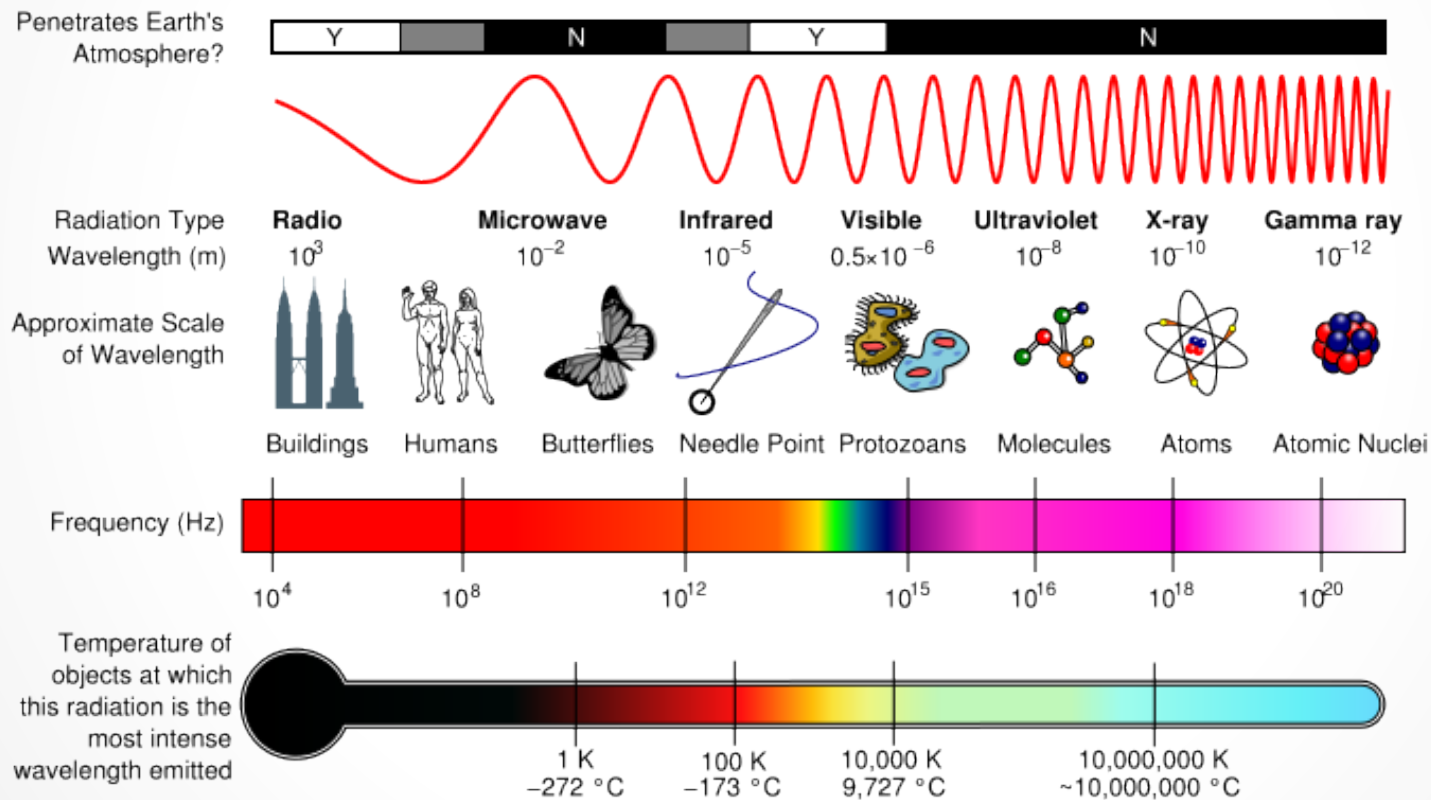 Penetrates Earth's
Atmosphere?
Y N Y N
Radiation Type
Radio Microwave Infrared Visible Ultraviolet X-ray Gamma ray
Wavelength (m)
10³ 10⁻² 10⁻⁵ 0.5×10⁻⁶ 10⁻⁸ 10⁻¹⁰ 10⁻¹²
Approximate Scale
of Wavelength
Buildings Humans Butterflies Needle Point Protozoans Molecules Atoms Atomic Nuclei
Frequency (Hz)
10⁴ 10⁸ 10¹² 10¹⁵ 10¹⁶ 10¹⁸ 10²⁰
Temperature of
objects at which
this radiation is the
most intense
wavelength emitted
1 K 100 K 10,000 K 10,000,000 K
−272 °C −173 °C 9,727 °C ~10,000,000 °C